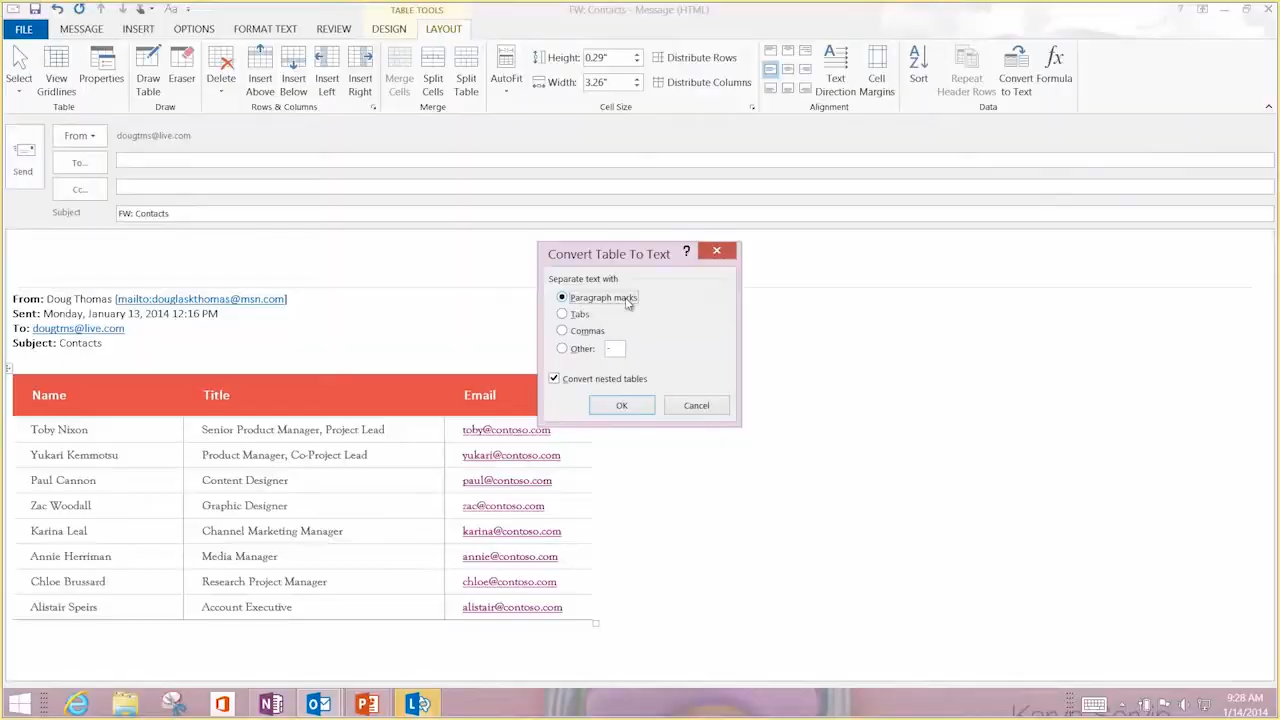 TABLE TOOLS
FW: Contacts - Message (HTML)
FILE MESSAGE INSERT OPTIONS FORMAT TEXT REVIEW DESIGN LAYOUT
Select
View Gridlines
Properties
Table
Draw Table
Eraser
Draw
Delete
Insert Above
Insert Below
Insert Left
Insert Right
Rows & Columns
Merge Cells
Split Cells
Split Table
Merge
AutoFit
Height: 0.29"
Width: 3.26"
Distribute Rows
Distribute Columns
Cell Size
Text Direction
Cell Margins
Alignment
Sort
Repeat Header Rows
Convert to Text
fx
Formula
Data
Send
From dougtms@live.com
To...
Cc...
Subject FW: Contacts
From: Doug Thomas [mailto:douglaskthomas@msn.com]
Sent: Monday, January 13, 2014 12:16 PM
To: dougtms@live.com
Subject: Contacts
Name Title Email
Toby Nixon Senior Product Manager, Project Lead toby@contoso.com
Yukari Kemmotsu Product Manager, Co-Project Lead yukari@contoso.com
Paul Cannon Content Designer paul@contoso.com
Zac Woodall Graphic Designer zac@contoso.com
Karina Leal Channel Marketing Manager karina@contoso.com
Annie Herriman Media Manager annie@contoso.com
Chloe Brussard Research Project Manager chloe@contoso.com
Alistair Speirs Account Executive alistair@contoso.com
Convert Table To Text ?
Separate text with
Paragraph marks
Tabs
Commas
Other: -
Convert nested tables
OK Cancel
9:28 AM
1/14/2014